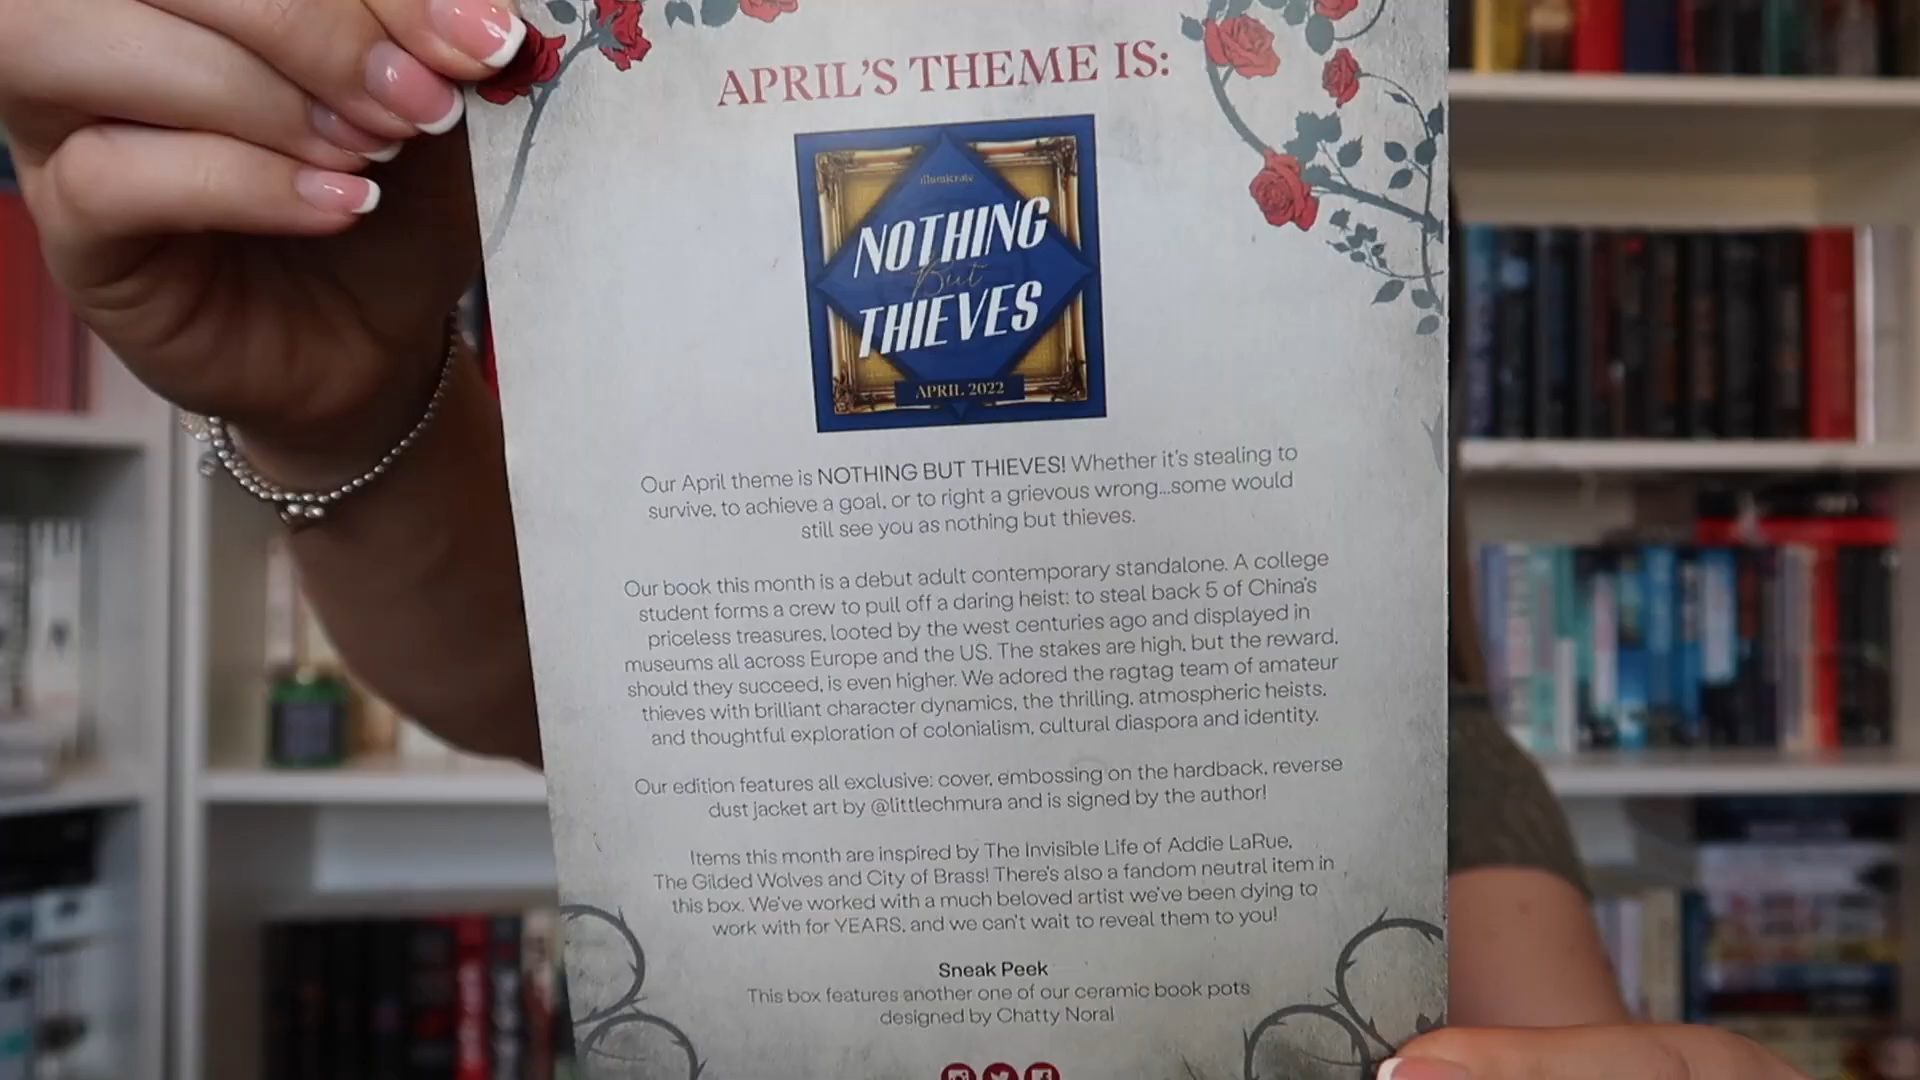 APRIL'S THEME IS:
illumicrate
NOTHING
But
THIEVES
APRIL 2022
Our April theme is NOTHING BUT THIEVES! Whether it's stealing to
survive, to achieve a goal, or to right a grievous wrong...some would
still see you as nothing but thieves.
Our book this month is a debut adult contemporary standalone. A college
student forms a crew to pull off a daring heist: to steal back 5 of China's
priceless treasures, looted by the west centuries ago and displayed in
museums all across Europe and the US. The stakes are high, but the reward,
should they succeed, is even higher. We adored the ragtag team of amateur
thieves with brilliant character dynamics, the thrilling, atmospheric heists,
and thoughtful exploration of colonialism, cultural diaspora and identity.
Our edition features all exclusive: cover, embossing on the hardback, reverse
dust jacket art by @littlechmura and is signed by the author!
Items this month are inspired by The Invisible Life of Addie LaRue,
The Gilded Wolves and City of Brass! There's also a fandom neutral item in
this box. We've worked with a much beloved artist we've been dying to
work with for YEARS, and we can't wait to reveal them to you!
Sneak Peek
This box features another one of our ceramic book pots
designed by Chatty Noral